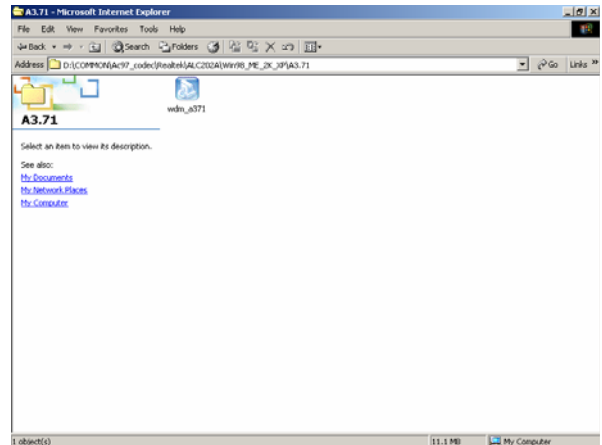 A3.71 - Microsoft Internet Explorer
File Edit View Favorites Tools Help
Back Search Folders
Address D:\COMMON\Ac97_codec\Realtek\ALC202A\Win98_ME_2K_XP\A3.71 Go Links »
wdm_a371
A3.71
Select an item to view its description.
See also:
My Documents
My Network Places
My Computer
1 object(s) 11.1 MB My Computer